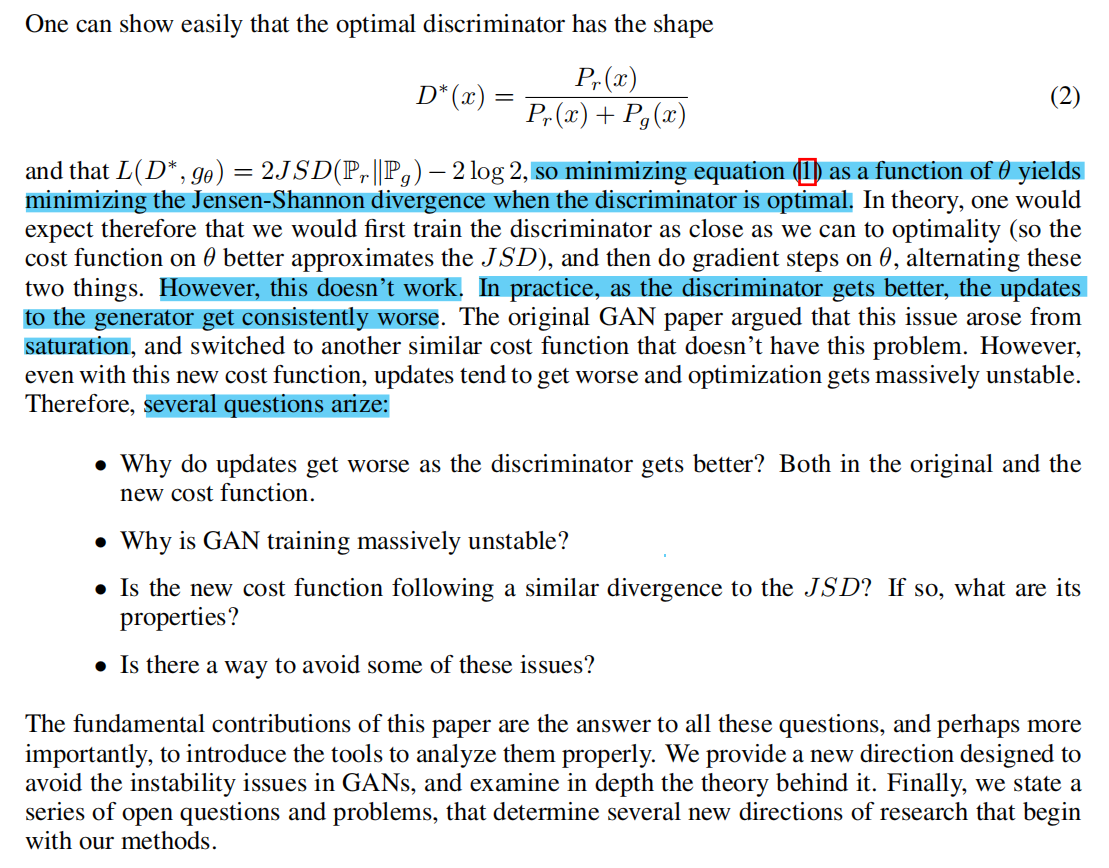 One can show easily that the optimal discriminator has the shape
D*(x) = P_r(x) / (P_r(x) + P_g(x)) (2)
and that L(D*, g_θ) = 2JSD(ℙ_r‖ℙ_g) − 2 log 2, so minimizing equation (1) as a function of θ yields
minimizing the Jensen-Shannon divergence when the discriminator is optimal. In theory, one would
expect therefore that we would first train the discriminator as close as we can to optimality (so the
cost function on θ better approximates the JSD), and then do gradient steps on θ, alternating these
two things. However, this doesn't work. In practice, as the discriminator gets better, the updates
to the generator get consistently worse. The original GAN paper argued that this issue arose from
saturation, and switched to another similar cost function that doesn't have this problem. However,
even with this new cost function, updates tend to get worse and optimization gets massively unstable.
Therefore, several questions arize:
• Why do updates get worse as the discriminator gets better? Both in the original and the
new cost function.
• Why is GAN training massively unstable?
• Is the new cost function following a similar divergence to the JSD? If so, what are its
properties?
• Is there a way to avoid some of these issues?
The fundamental contributions of this paper are the answer to all these questions, and perhaps more
importantly, to introduce the tools to analyze them properly. We provide a new direction designed to
avoid the instability issues in GANs, and examine in depth the theory behind it. Finally, we state a
series of open questions and problems, that determine several new directions of research that begin
with our methods.